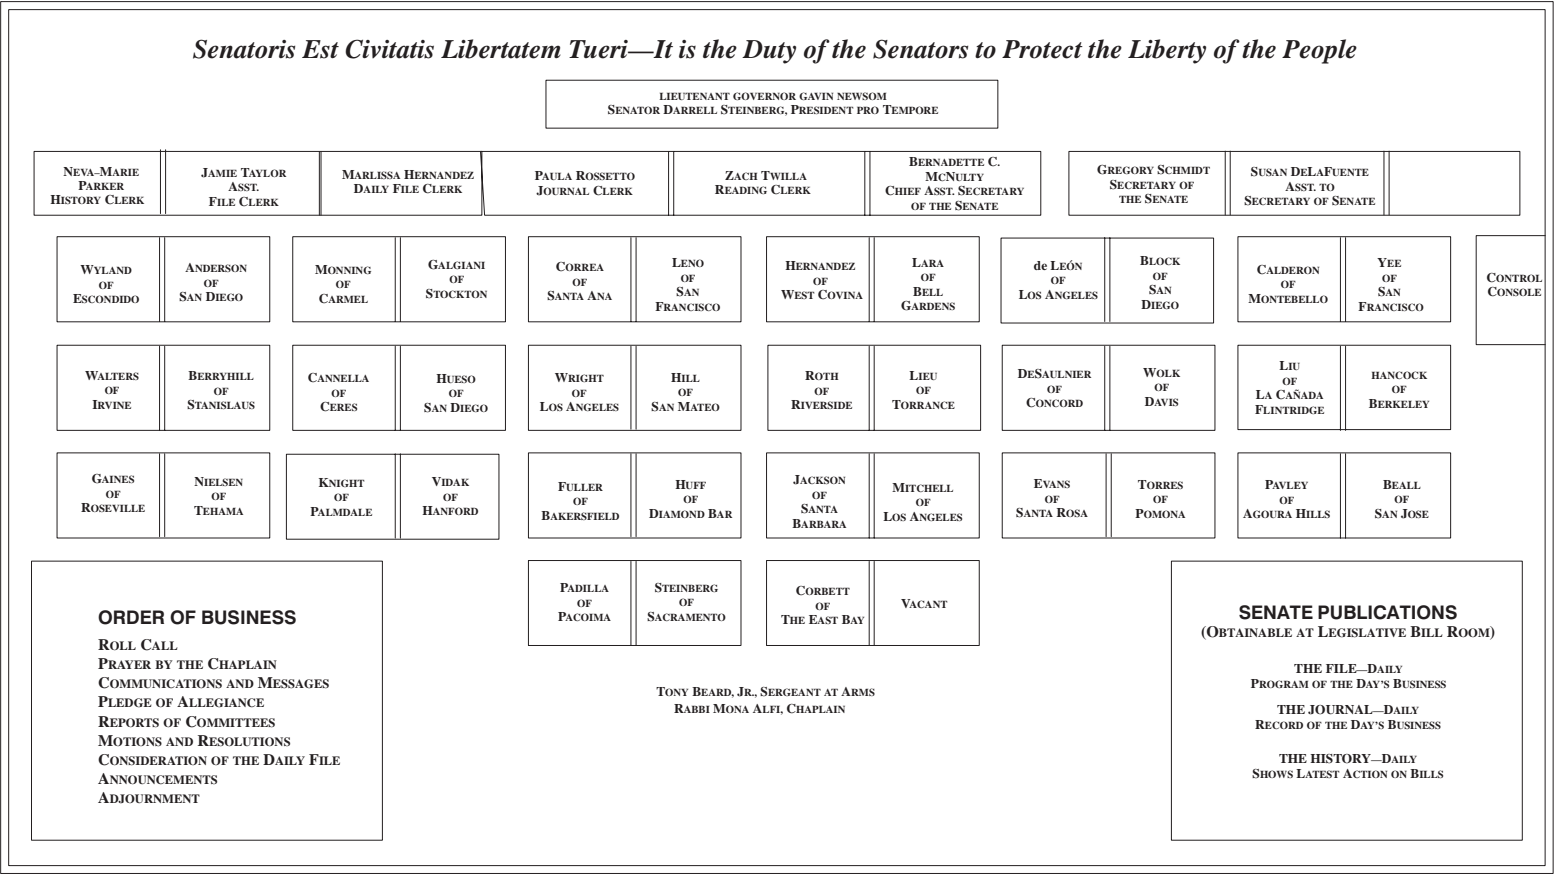 Senatoris Est Civitatis Libertatem Tueri—It is the Duty of the Senators to Protect the Liberty of the People
LIEUTENANT GOVERNOR GAVIN NEWSOM
SENATOR DARRELL STEINBERG, PRESIDENT PRO TEMPORE
NEVA–MARIE
PARKER
HISTORY CLERK
JAMIE TAYLOR
ASST.
FILE CLERK
MARLISSA HERNANDEZ
DAILY FILE CLERK
PAULA ROSSETTO
JOURNAL CLERK
ZACH TWILLA
READING CLERK
BERNADETTE C.
MCNULTY
CHIEF ASST. SECRETARY
OF THE SENATE
GREGORY SCHMIDT
SECRETARY OF
THE SENATE
SUSAN DELAFUENTE
ASST. TO
SECRETARY OF SENATE
WYLAND
OF
ESCONDIDO
ANDERSON
OF
SAN DIEGO
MONNING
OF
CARMEL
GALGIANI
OF
STOCKTON
CORREA
OF
SANTA ANA
LENO
OF
SAN
FRANCISCO
HERNANDEZ
OF
WEST COVINA
LARA
OF
BELL
GARDENS
de LEÓN
OF
LOS ANGELES
BLOCK
OF
SAN
DIEGO
CALDERON
OF
MONTEBELLO
YEE
OF
SAN
FRANCISCO
CONTROL
CONSOLE
WALTERS
OF
IRVINE
BERRYHILL
OF
STANISLAUS
CANNELLA
OF
CERES
HUESO
OF
SAN DIEGO
WRIGHT
OF
LOS ANGELES
HILL
OF
SAN MATEO
ROTH
OF
RIVERSIDE
LIEU
OF
TORRANCE
DESAULNIER
OF
CONCORD
WOLK
OF
DAVIS
LIU
OF
LA CAÑADA
FLINTRIDGE
HANCOCK
OF
BERKELEY
GAINES
OF
ROSEVILLE
NIELSEN
OF
TEHAMA
KNIGHT
OF
PALMDALE
VIDAK
OF
HANFORD
FULLER
OF
BAKERSFIELD
HUFF
OF
DIAMOND BAR
JACKSON
OF
SANTA
BARBARA
MITCHELL
OF
LOS ANGELES
EVANS
OF
SANTA ROSA
TORRES
OF
POMONA
PAVLEY
OF
AGOURA HILLS
BEALL
OF
SAN JOSE
PADILLA
OF
PACOIMA
STEINBERG
OF
SACRAMENTO
CORBETT
OF
THE EAST BAY
VACANT
ORDER OF BUSINESS
ROLL CALL
PRAYER BY THE CHAPLAIN
COMMUNICATIONS AND MESSAGES
PLEDGE OF ALLEGIANCE
REPORTS OF COMMITTEES
MOTIONS AND RESOLUTIONS
CONSIDERATION OF THE DAILY FILE
ANNOUNCEMENTS
ADJOURNMENT
TONY BEARD, JR., SERGEANT AT ARMS
RABBI MONA ALFI, CHAPLAIN
SENATE PUBLICATIONS
(OBTAINABLE AT LEGISLATIVE BILL ROOM)
THE FILE—DAILY
PROGRAM OF THE DAY'S BUSINESS
THE JOURNAL—DAILY
RECORD OF THE DAY'S BUSINESS
THE HISTORY—DAILY
SHOWS LATEST ACTION ON BILLS